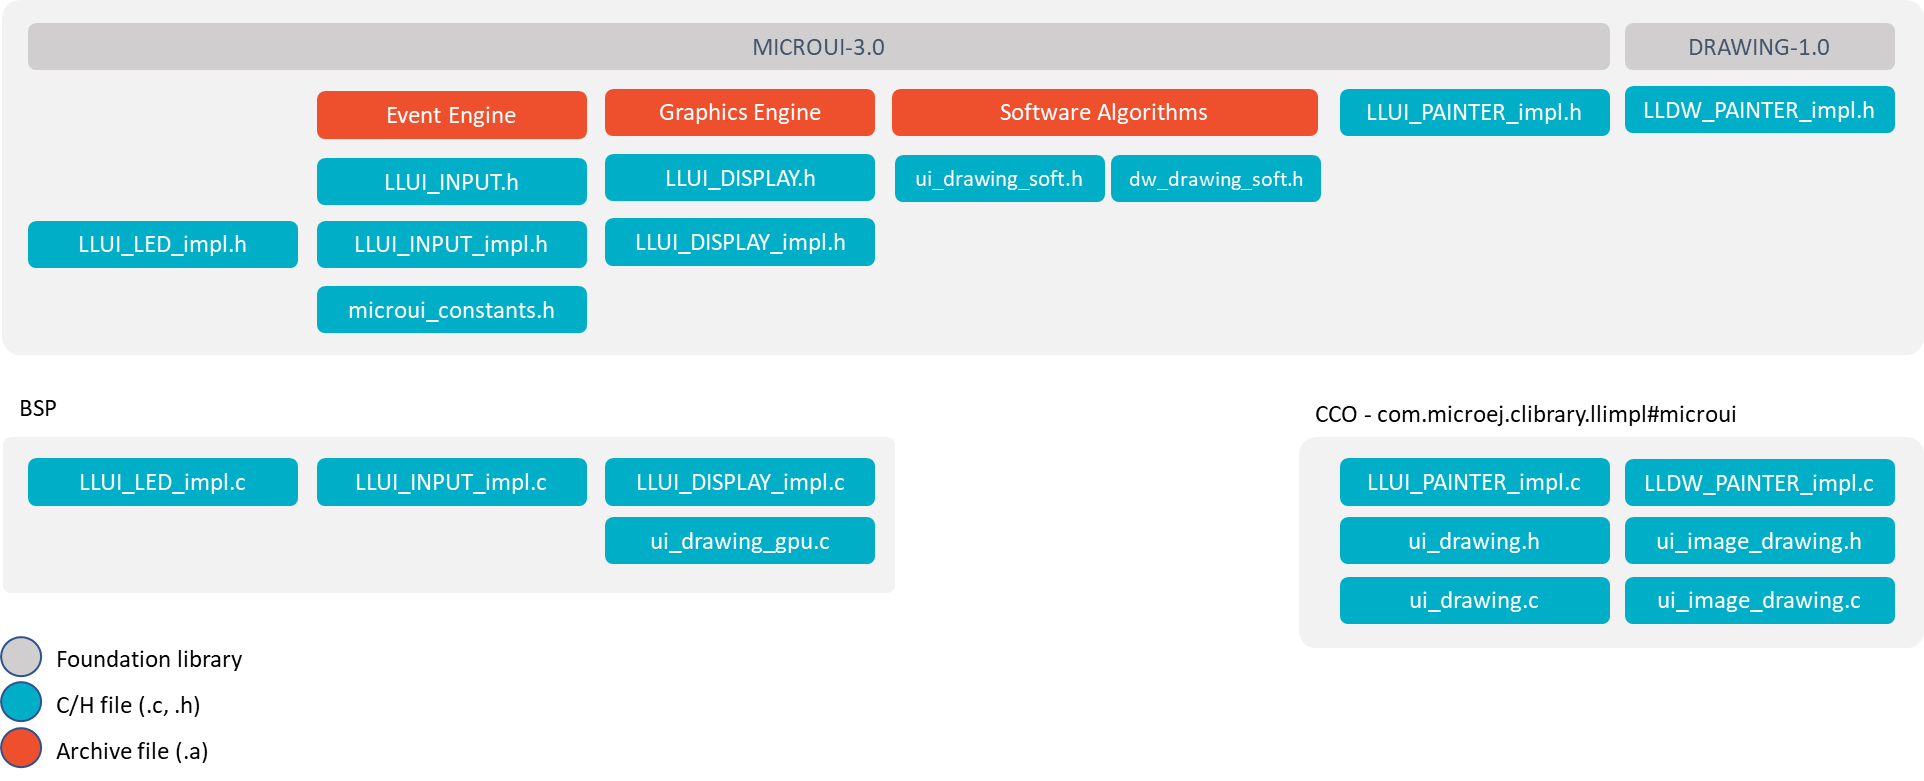 MICROUI-3.0
DRAWING-1.0
Event Engine
Graphics Engine
Software Algorithms
LLUI_PAINTER_impl.h
LLDW_PAINTER_impl.h
LLUI_INPUT.h
LLUI_DISPLAY.h
ui_drawing_soft.h
dw_drawing_soft.h
LLUI_LED_impl.h
LLUI_INPUT_impl.h
LLUI_DISPLAY_impl.h
microui_constants.h
BSP
LLUI_LED_impl.c
LLUI_INPUT_impl.c
LLUI_DISPLAY_impl.c
ui_drawing_gpu.c
CCO - com.microej.clibrary.llimpl#microui
LLUI_PAINTER_impl.c
LLDW_PAINTER_impl.c
ui_drawing.h
ui_image_drawing.h
ui_drawing.c
ui_image_drawing.c
Foundation library
C/H file (.c, .h)
Archive file (.a)